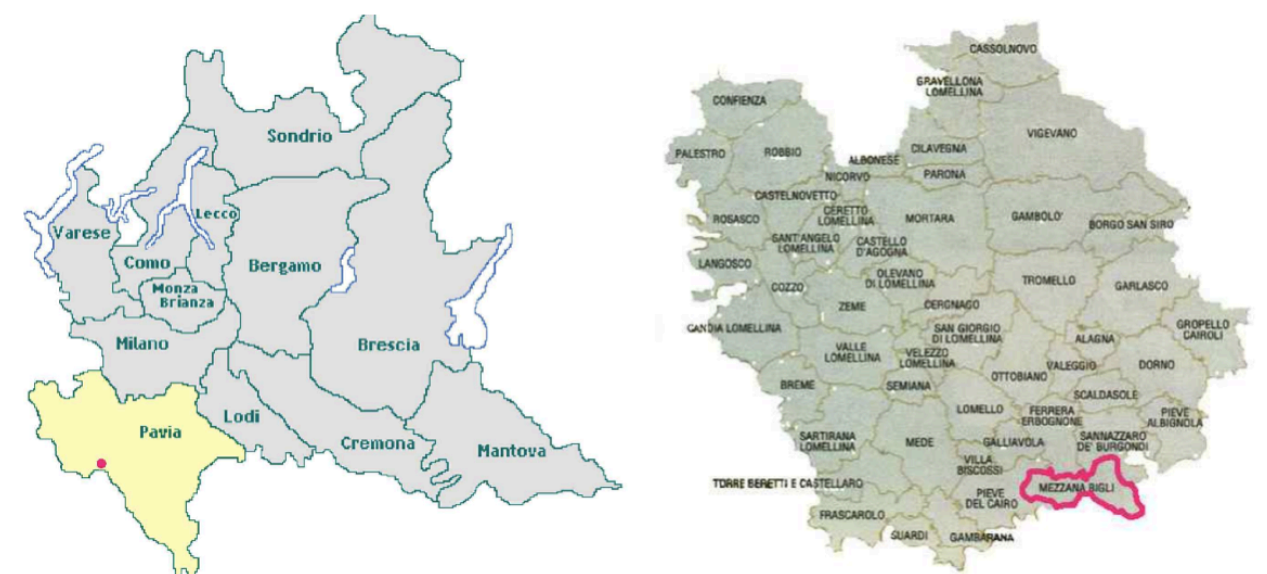 Sondrio
Lecco
Varese
Como
Bergamo
Monza
Brianza
Milano
Brescia
Pavia
Lodi
Cremona
Mantova
CASSOLNOVO
GRAVELLONA
LOMELLINA
CONFIENZA
VIGEVANO
CILAVEGNA
PALESTRO
ROBBIO
ALBONESE
NICORVO
PARONA
CASTELNOVETTO
ROSASCO
CERETTO
LOMELLINA
MORTARA
GAMBOLO'
BORGO SAN SIRO
SANT'ANGELO
LOMELLINA
CASTELLO
D'AGOGNA
LANGOSCO
COZZO
OLEVANO
DI LOMELLINA
TROMELLO
GARLASCO
ZEME
CERGNAGO
CANDIA LOMELLINA
SAN GIORGIO
DI LOMELLINA
GROPELLO
CAIROLI
ALAGNA
VALLE
LOMELLINA
VELEZZO
LOMELLINA
VALEGGIO
DORNO
OTTOBIANO
BREME
SEMIANA
SCALDASOLE
LOMELLO
FERRERA
ERBOGNONE
PIEVE
ALBIGNOLA
SARTIRANA
LOMELLINA
MEDE
GALLIAVOLA
SANNAZZARO
DE' BURGONDI
VILLA
BISCOSSI
TORRE BERETTI E CASTELLARO
PIEVE
DEL CAIRO
MEZZANA BIGLI
FRASCAROLO
SUARDI
GAMBARANA